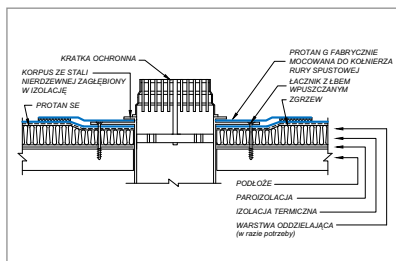 KRATKA OCHRONNA
KORPUS ZE STALI
NIERDZEWNEJ ZAGŁĘBIONY
W IZOLACJĘ
PROTAN SE
PROTAN G FABRYCZNIE
MOCOWANA DO KOŁNIERZA
RURY SPUSTOWEJ
ŁĄCZNIK Z ŁBEM
WPUSZCZANYM
ZGRZEW
PODŁOŻE
PAROIZOLACJA
IZOLACJA TERMICZNA
WARSTWA ODDZIELAJĄCA
(w razie potrzeby)